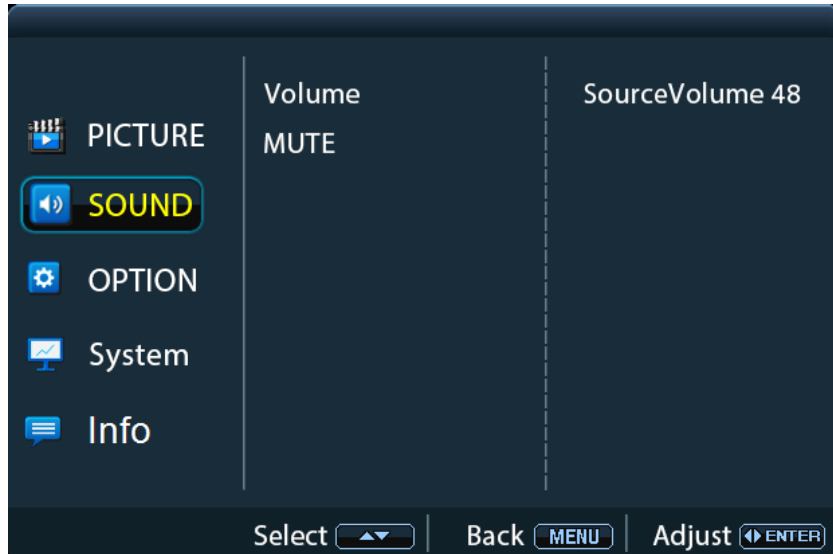 PICTURE
SOUND
OPTION
System
Info
Volume
MUTE
SourceVolume 48
Select
Back MENU
Adjust ENTER